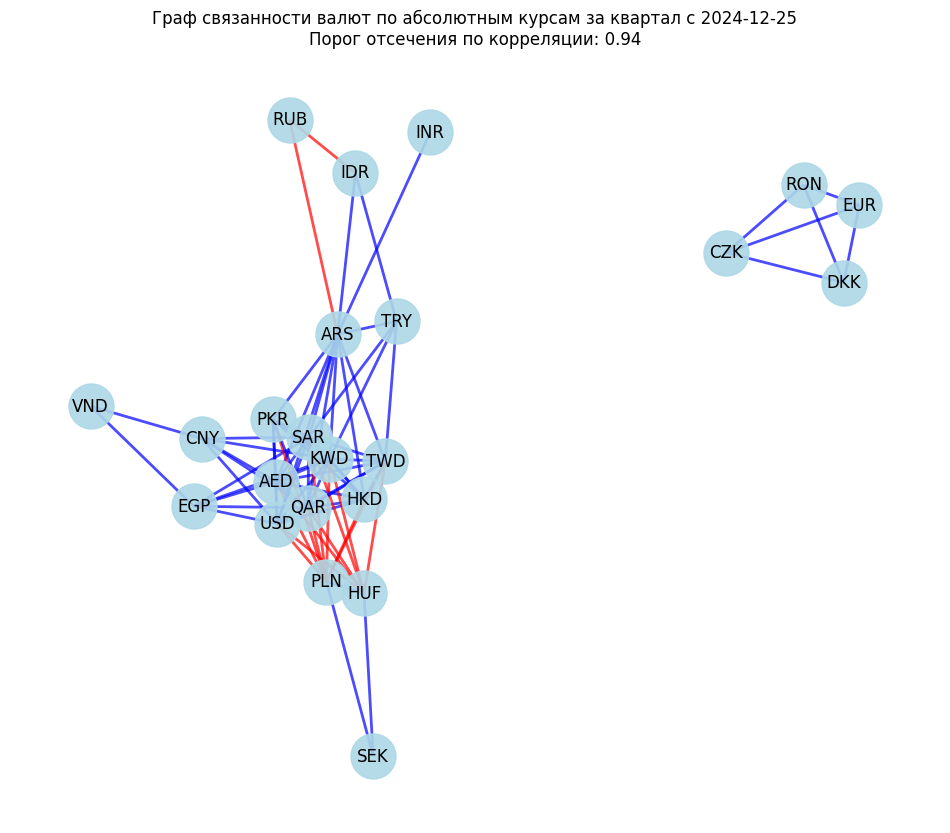 Граф связанности валют по абсолютным курсам за квартал с 2024-12-25
Порог отсечения по корреляции: 0.94
RUB
INR
IDR
RON
EUR
CZK
DKK
TRY
ARS
VND
PKR
CNY
SAR
KWD
TWD
AED
HKD
EGP
QAR
USD
PLN
HUF
SEK